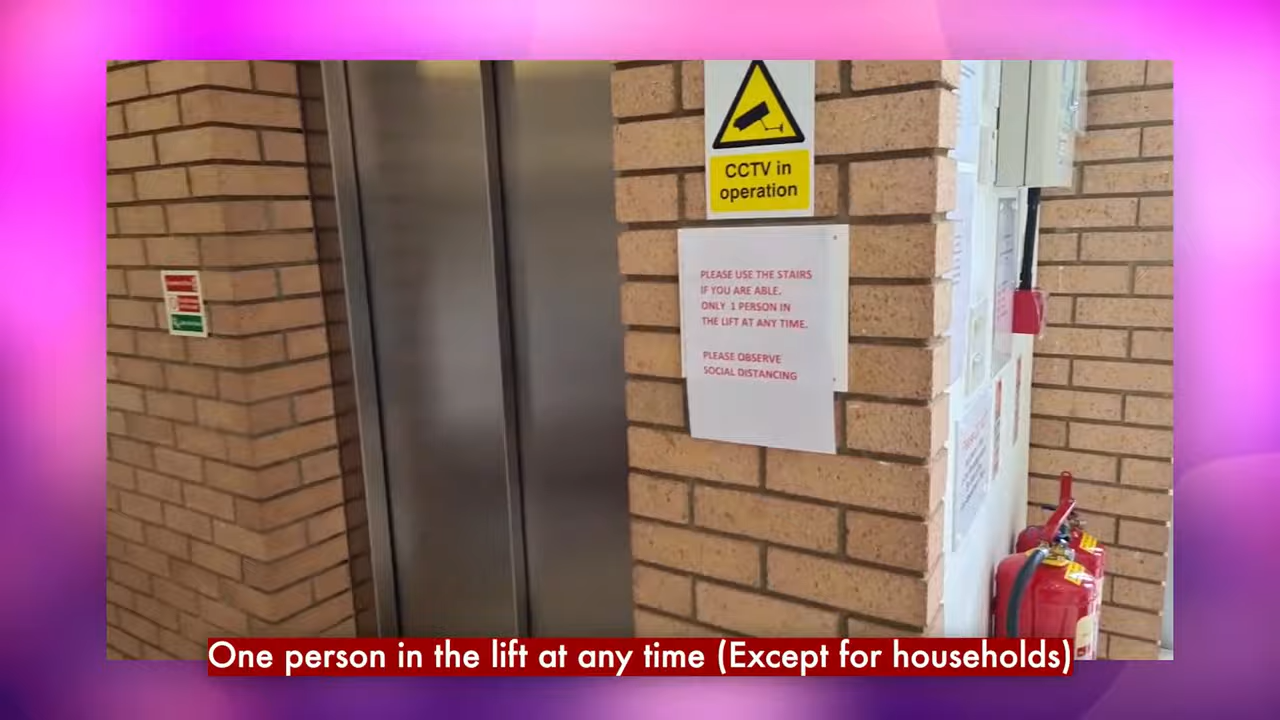 CCTV in
operation
PLEASE USE THE STAIRS
IF YOU ARE ABLE.
ONLY 1 PERSON IN
THE LIFT AT ANY TIME.
PLEASE OBSERVE
SOCIAL DISTANCING
One person in the lift at any time (Except for households)